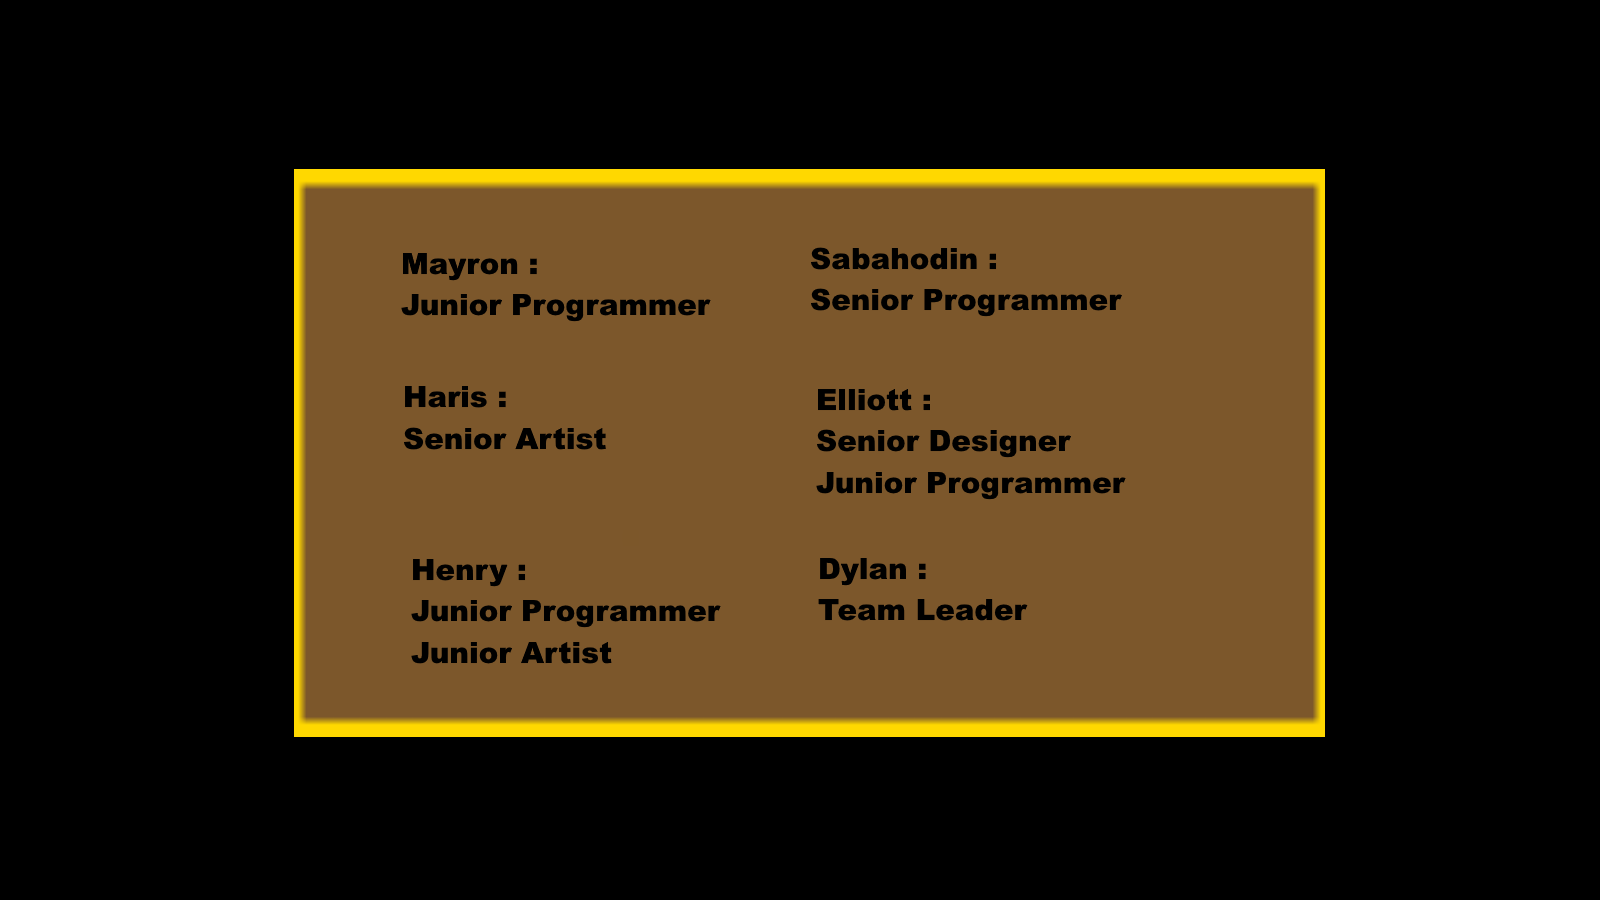 Mayron :
Junior Programmer
Sabahodin :
Senior Programmer
Haris :
Senior Artist
Elliott :
Senior Designer
Junior Programmer
Henry :
Junior Programmer
Junior Artist
Dylan :
Team Leader